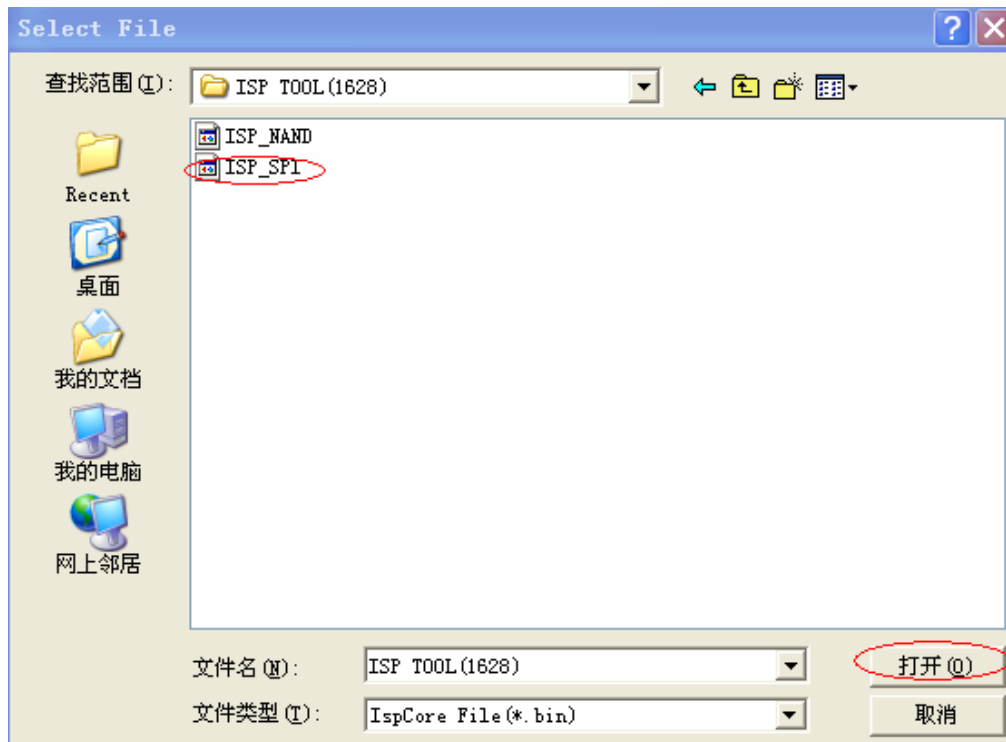 Select File
查找范围(I):
ISP TOOL(1628)
ISP_NAND
ISP_SPI
Recent
桌面
我的文档
我的电脑
网上邻居
文件名(N):
ISP TOOL(1628)
打开(O)
文件类型(T):
IspCore File(*.bin)
取消